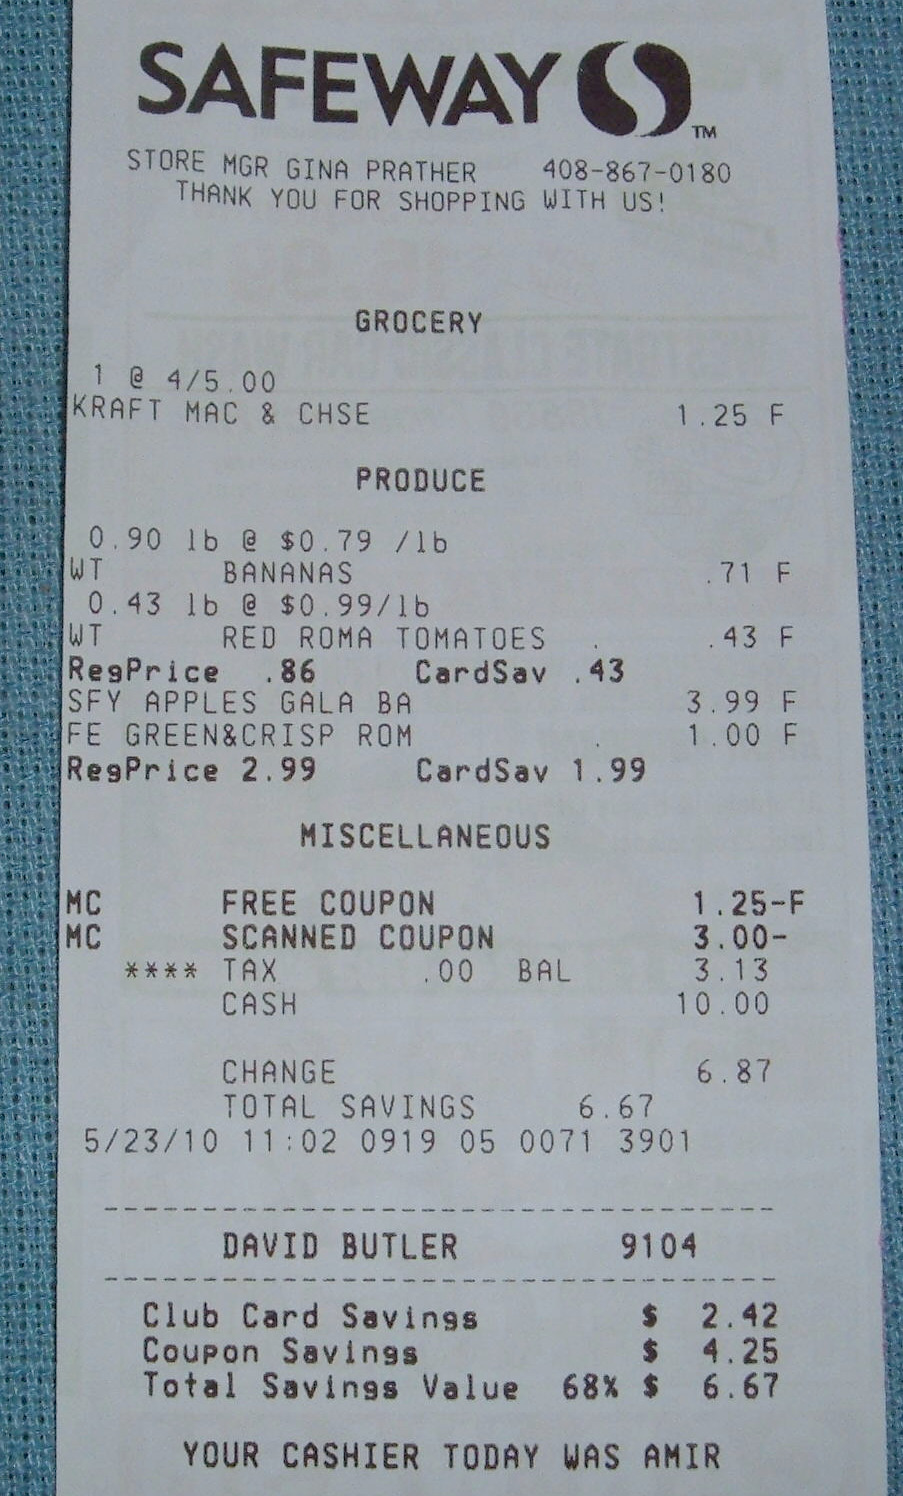 SAFEWAY
TM
STORE MGR GINA PRATHER 408-867-0180
THANK YOU FOR SHOPPING WITH US!
GROCERY
1 @ 4/5.00
KRAFT MAC & CHSE 1.25 F
PRODUCE
0.90 lb @ $0.79 /lb
WT BANANAS .71 F
0.43 lb @ $0.99/lb
WT RED ROMA TOMATOES . .43 F
RegPrice .86 CardSav .43
SFY APPLES GALA BA 3.99 F
FE GREEN&CRISP ROM . 1.00 F
RegPrice 2.99 CardSav 1.99
MISCELLANEOUS
MC FREE COUPON 1.25-F
MC SCANNED COUPON 3.00-
**** TAX .00 BAL 3.13
CASH 10.00
CHANGE 6.87
TOTAL SAVINGS 6.67
5/23/10 11:02 0919 05 0071 3901
--------------------------------
DAVID BUTLER 9104
--------------------------------
Club Card Savings $ 2.42
Coupon Savings $ 4.25
Total Savings Value 68% $ 6.67
YOUR CASHIER TODAY WAS AMIR